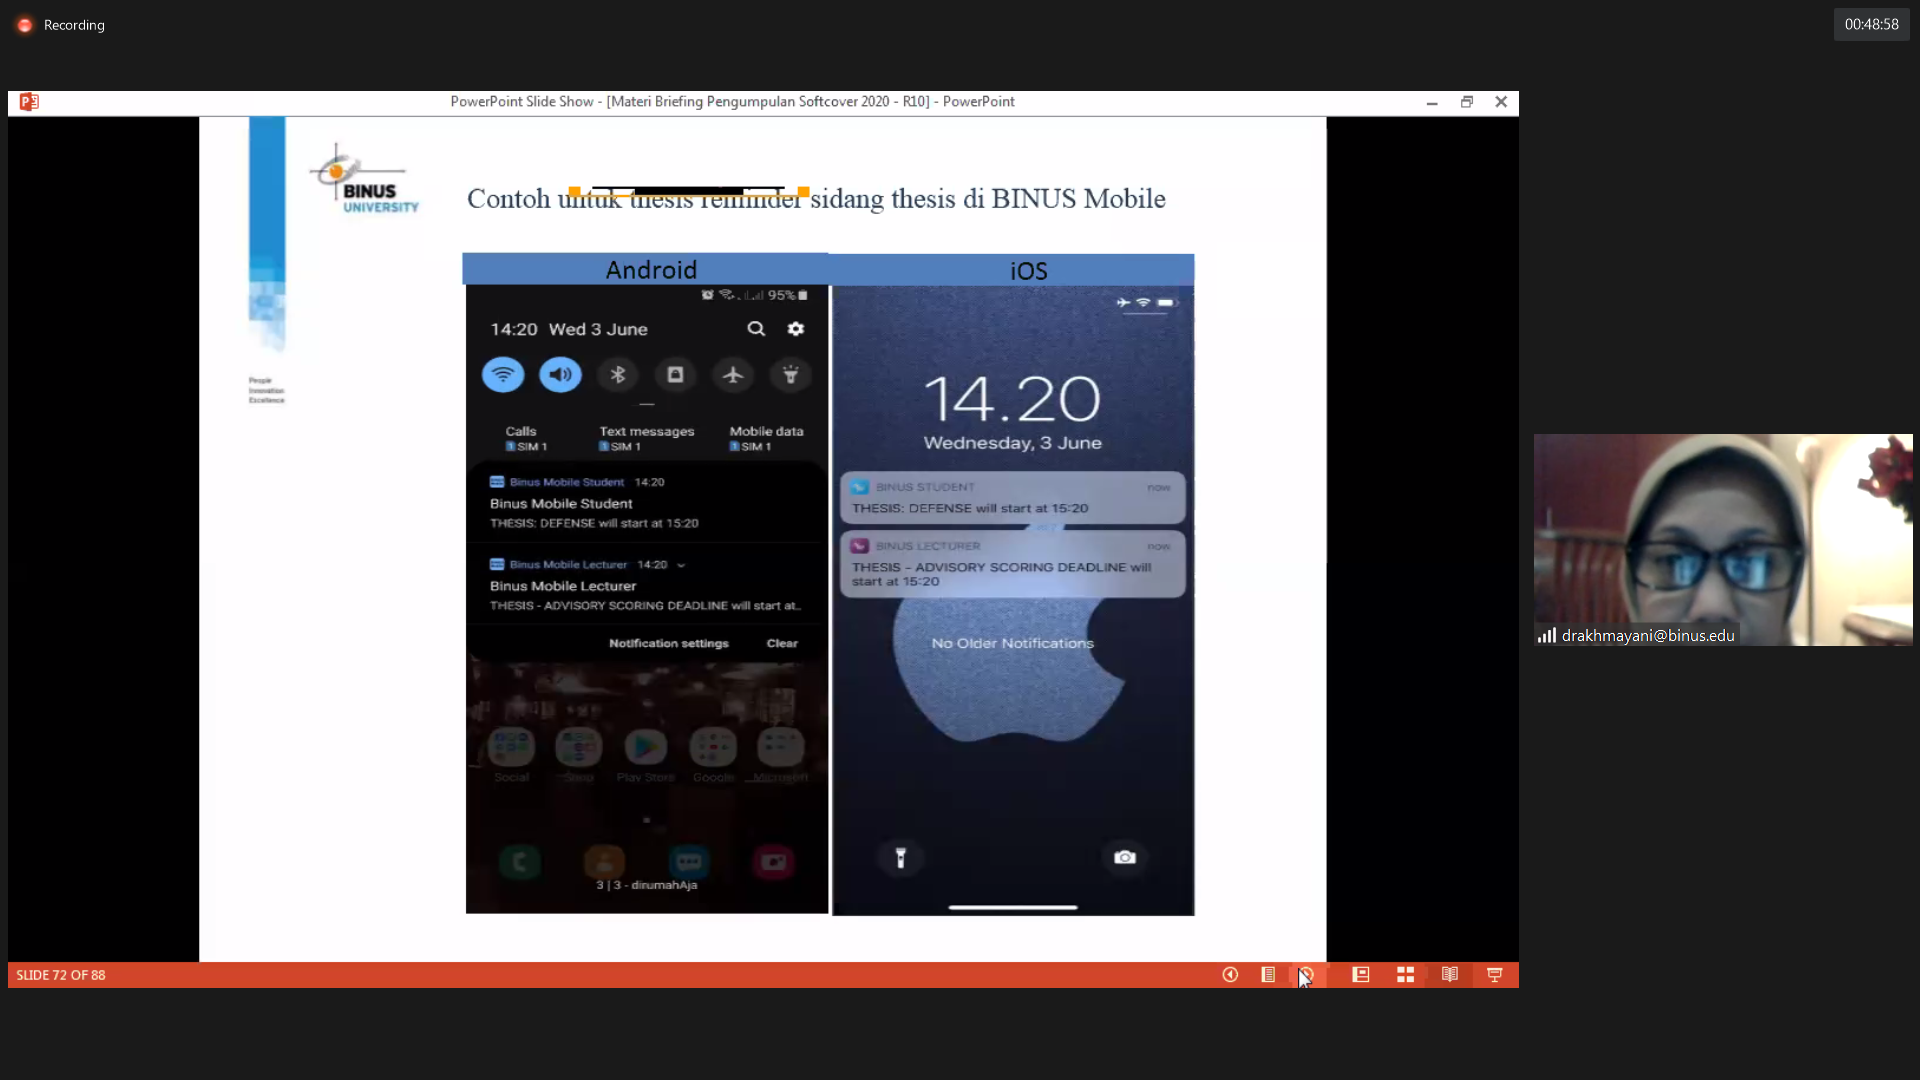 Recording
00:48:58
PowerPoint Slide Show - [Materi Briefing Pengumpulan Softcover 2020 - R10] - PowerPoint
BINUS
UNIVERSITY
Contoh untuk thesis reminder sidang thesis di BINUS Mobile
People
Innovation
Excellence
Android
95%
14:20 Wed 3 June
Calls
SIM 1
Text messages
SIM 1
Mobile data
SIM 1
Binus Mobile Student 14:20
Binus Mobile Student
THESIS: DEFENSE will start at 15:20
Binus Mobile Lecturer 14:20
Binus Mobile Lecturer
THESIS - ADVISORY SCORING DEADLINE will start at..
Notification settings Clear
Social
Play Store
Google
Microsoft
3 | 3 - dirumahAja
iOS
14.20
Wednesday, 3 June
BINUS STUDENT now
THESIS: DEFENSE will start at 15:20
BINUS LECTURER now
THESIS - ADVISORY SCORING DEADLINE will
start at 15:20
No Older Notifications
drakhmayani@binus.edu
SLIDE 72 OF 88